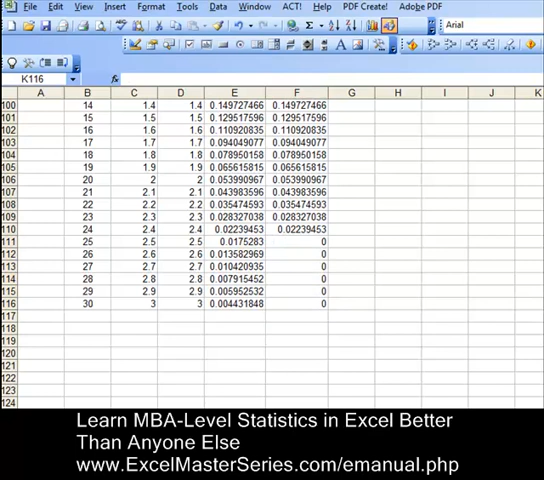 File Edit View Insert Format Tools Data Window ACT! Help PDF Create! Adobe PDF
Arial
K116 fx
A B C D E F G H I J K
100 14 1.4 1.4 0.149727466 0.149727466
101 15 1.5 1.5 0.129517596 0.129517596
102 16 1.6 1.6 0.110920835 0.110920835
103 17 1.7 1.7 0.094049077 0.094049077
104 18 1.8 1.8 0.078950158 0.078950158
105 19 1.9 1.9 0.065615815 0.065615815
106 20 2 2 0.053990967 0.053990967
107 21 2.1 2.1 0.043983596 0.043983596
108 22 2.2 2.2 0.035474593 0.035474593
109 23 2.3 2.3 0.028327038 0.028327038
110 24 2.4 2.4 0.02239453 0.02239453
111 25 2.5 2.5 0.0175283 0
112 26 2.6 2.6 0.013582969 0
113 27 2.7 2.7 0.010420935 0
114 28 2.8 2.8 0.007915452 0
115 29 2.9 2.9 0.005952532 0
116 30 3 3 0.004431848 0
117
118
119
120
121
122
123
124
Learn MBA-Level Statistics in Excel Better
Than Anyone Else
www.ExcelMasterSeries.com/emanual.php